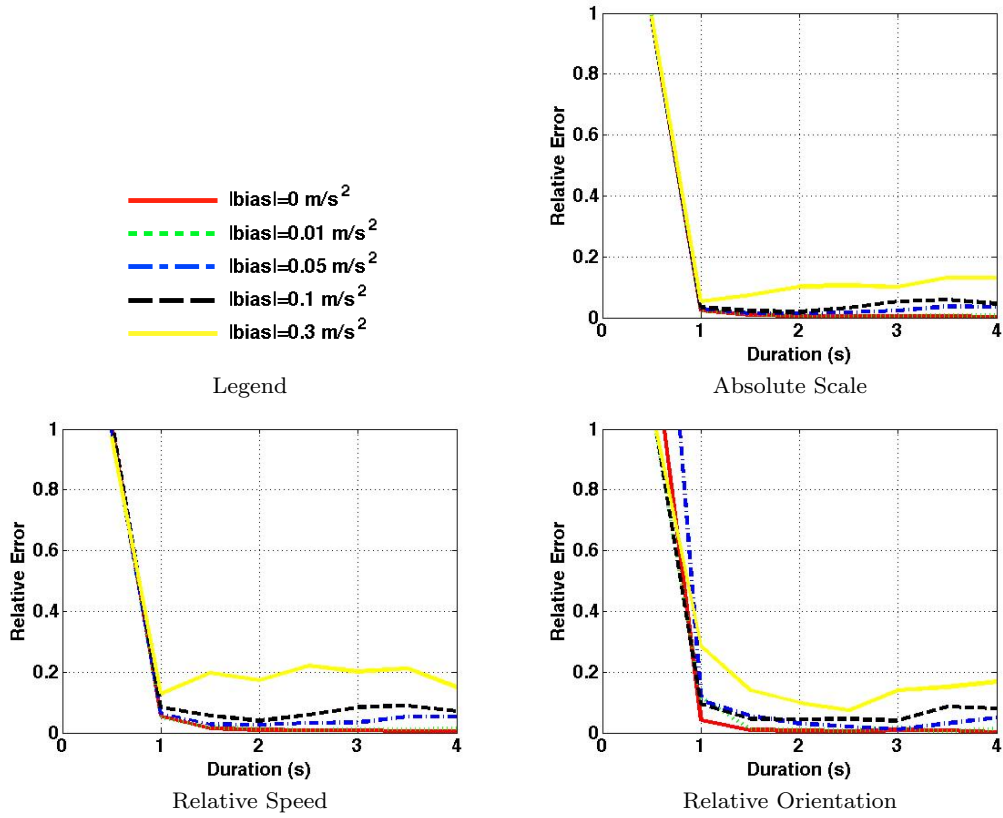 |bias|=0 m/s²
|bias|=0.01 m/s²
|bias|=0.05 m/s²
|bias|=0.1 m/s²
|bias|=0.3 m/s²
Legend
1
0.8
0.6
0.4
0.2
0
Relative Error
0 1 2 3 4
Duration (s)
Absolute Scale
1
0.8
0.6
0.4
0.2
0
Relative Error
0 1 2 3 4
Duration (s)
Relative Speed
1
0.8
0.6
0.4
0.2
0
Relative Error
0 1 2 3 4
Duration (s)
Relative Orientation